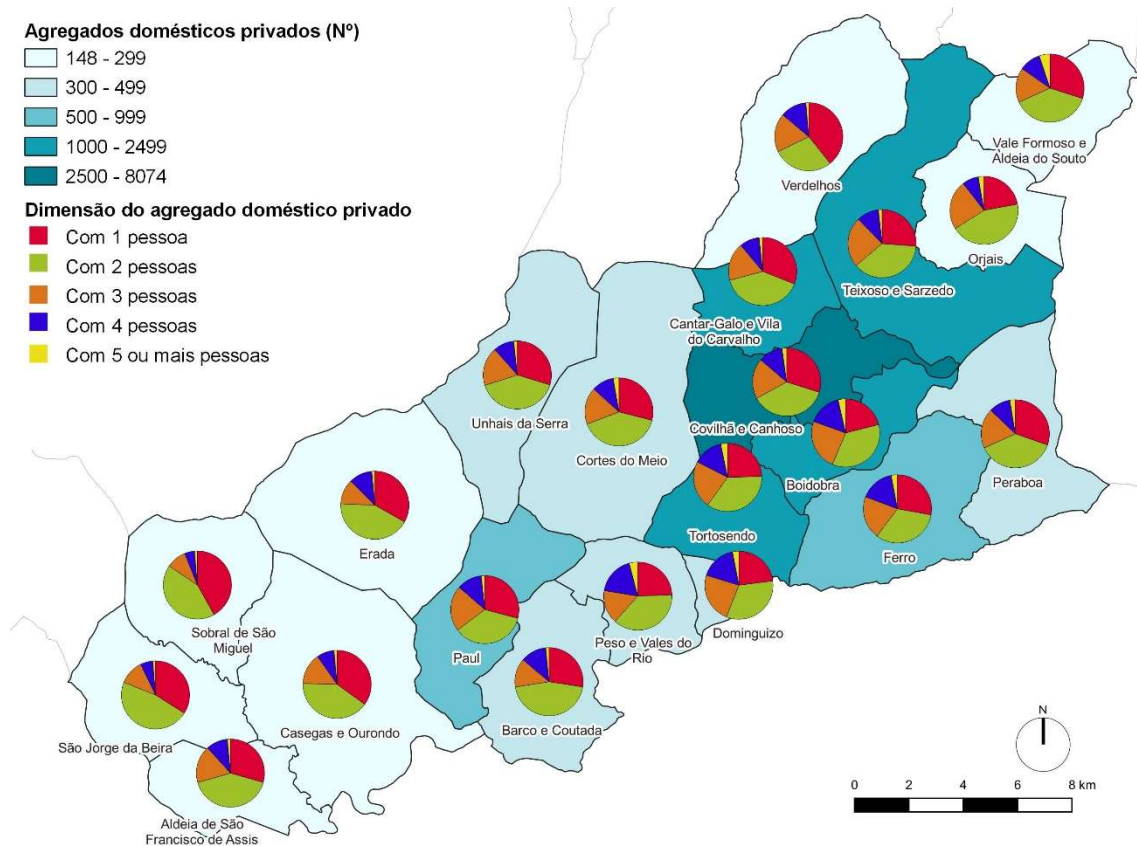 Agregados domésticos privados (Nº)
148 - 299
300 - 499
500 - 999
1000 - 2499
2500 - 8074
Dimensão do agregado doméstico privado
Com 1 pessoa
Com 2 pessoas
Com 3 pessoas
Com 4 pessoas
Com 5 ou mais pessoas
Vale Formoso e
Aldeia do Souto
Verdelhos
Orjais
Teixoso e Sarzedo
Cantar-Galo e Vila
do Carvalho
Unhais da Serra
Cortes do Meio
Covilhã e Canhoso
Boidobra
Peraboa
Tortosendo
Ferro
Erada
Sobral de São
Miguel
Paul
Peso e Vales do
Rio
Dominguizo
São Jorge da Beira
Casegas e Ourondo
Barco e Coutada
Aldeia de São
Francisco de Assis
N
0 2 4 6 8 km